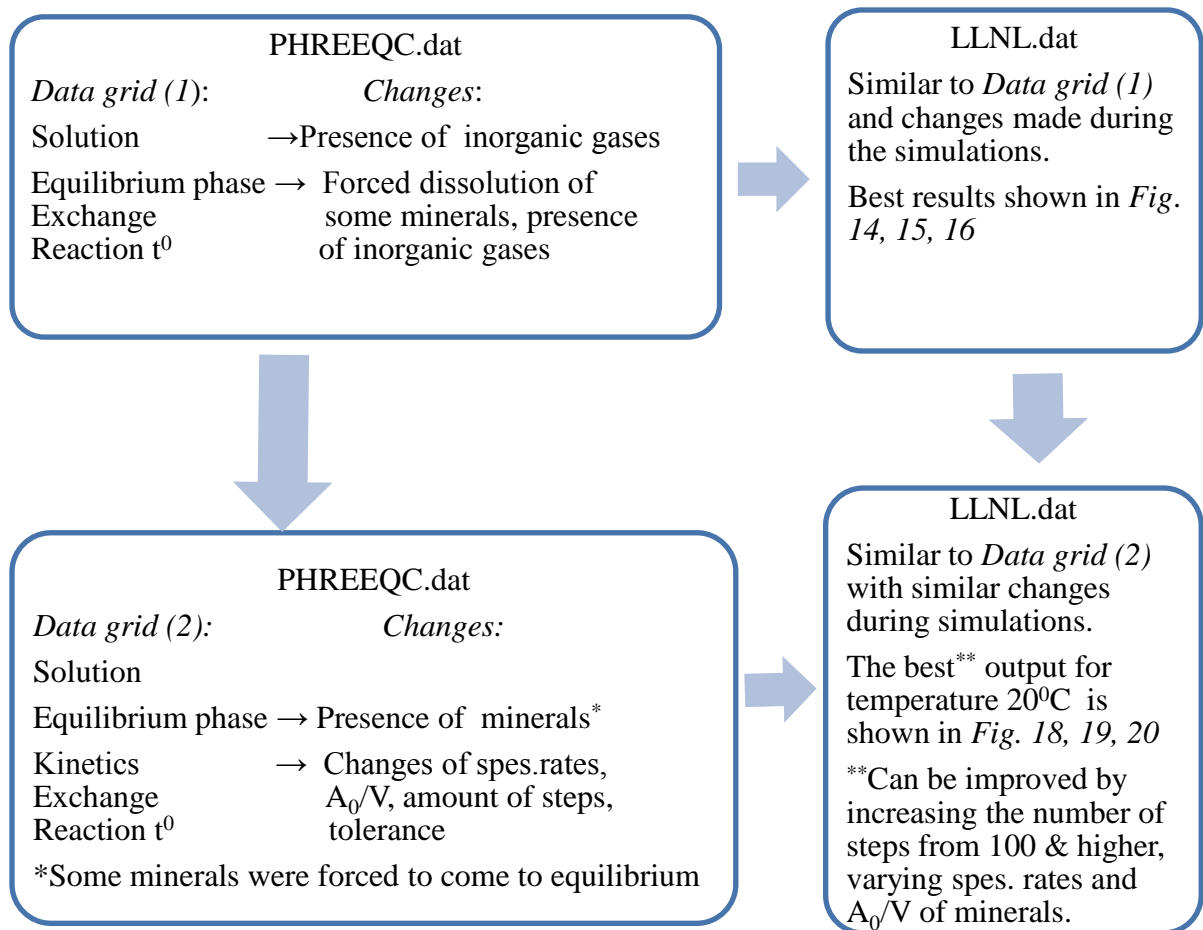 PHREEQC.dat
Data grid (1): Changes:
Solution →Presence of inorganic gases
Equilibrium phase → Forced dissolution of
Exchange some minerals, presence
Reaction t⁰ of inorganic gases
LLNL.dat
Similar to Data grid (1)
and changes made during
the simulations.
Best results shown in Fig.
14, 15, 16
PHREEQC.dat
Data grid (2): Changes:
Solution
Equilibrium phase → Presence of minerals*
Kinetics → Changes of spes.rates,
Exchange A₀/V, amount of steps,
Reaction t⁰ tolerance
*Some minerals were forced to come to equilibrium
LLNL.dat
Similar to Data grid (2)
with similar changes
during simulations.
The best** output for
temperature 20⁰C is
shown in Fig. 18, 19, 20
**Can be improved by
increasing the number of
steps from 100 & higher,
varying spes. rates and
A₀/V of minerals.